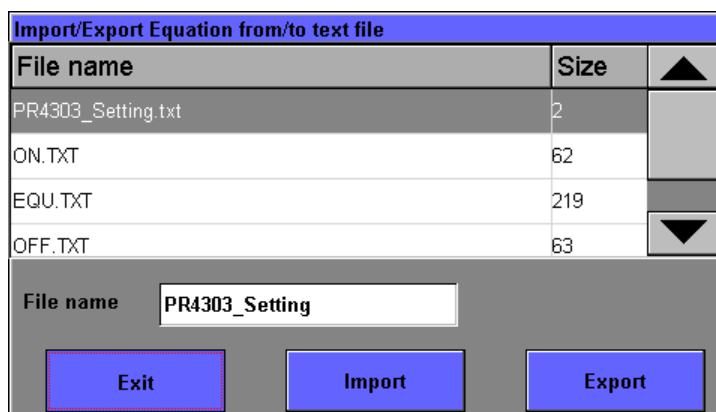 Import/Export Equation from/to text file
File name Size
PR4303_Setting.txt 2
ON.TXT 62
EQU.TXT 219
OFF.TXT 63
File name PR4303_Setting
Exit Import Export